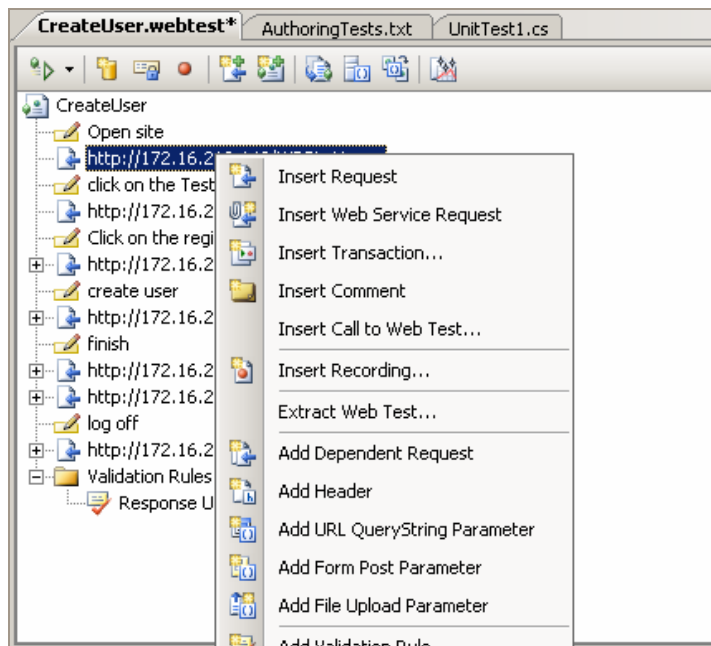 CreateUser.webtest* AuthoringTests.txt UnitTest1.cs
CreateUser
Open site
http://172.16.2
click on the Test
http://172.16.2
Click on the regi
http://172.16.2
create user
http://172.16.2
finish
http://172.16.2
http://172.16.2
log off
http://172.16.2
Validation Rules
Response U
Insert Request
Insert Web Service Request
Insert Transaction...
Insert Comment
Insert Call to Web Test...
Insert Recording...
Extract Web Test...
Add Dependent Request
Add Header
Add URL QueryString Parameter
Add Form Post Parameter
Add File Upload Parameter
Add Validation Rule